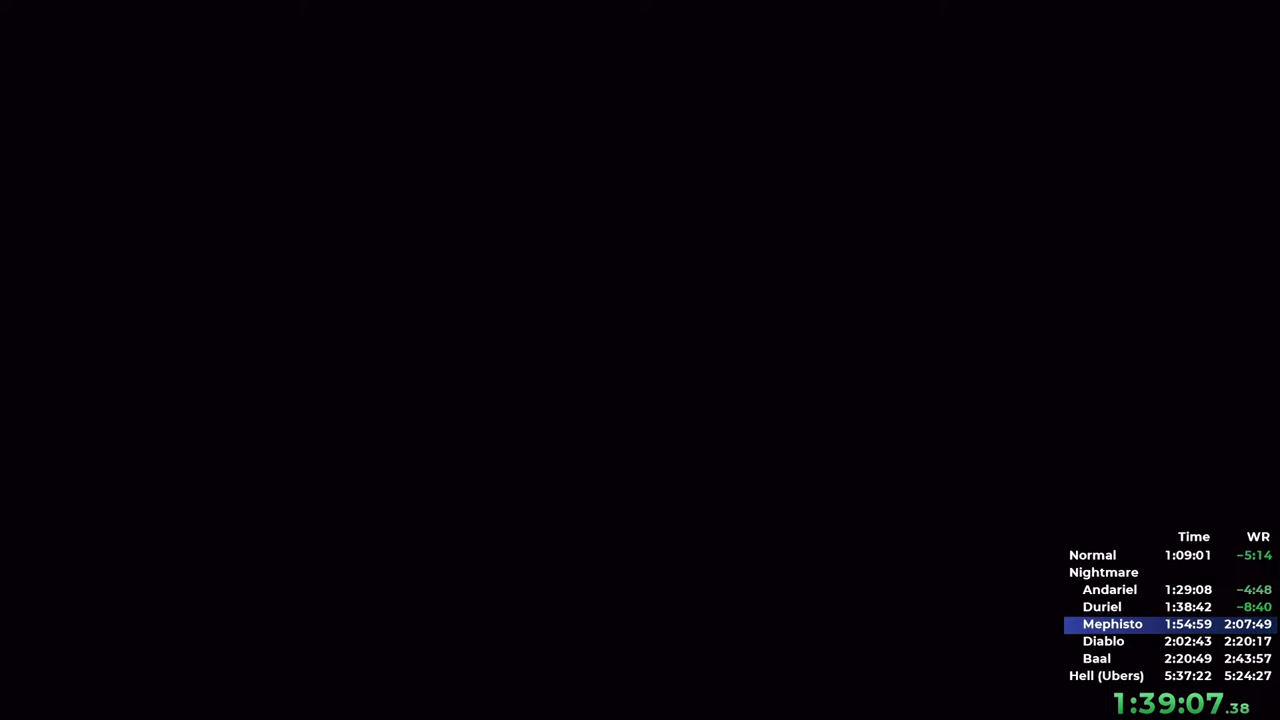 Time WR
Normal 1:09:01 −5:14
Nightmare
Andariel 1:29:08 −4:48
Duriel 1:38:42 −8:40
Mephisto 1:54:59 2:07:49
Diablo 2:02:43 2:20:17
Baal 2:20:49 2:43:57
Hell (Ubers) 5:37:22 5:24:27
1:39:07.38